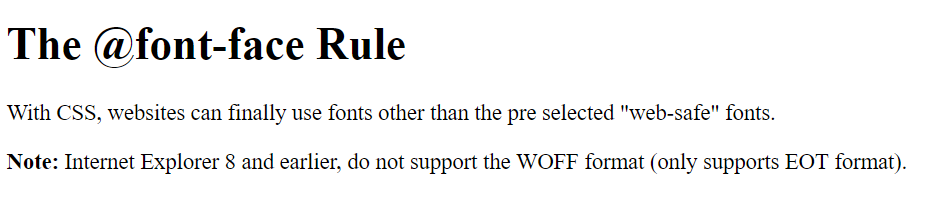 The @font-face Rule
With CSS, websites can finally use fonts other than the pre selected "web-safe" fonts.
Note: Internet Explorer 8 and earlier, do not support the WOFF format (only supports EOT format).